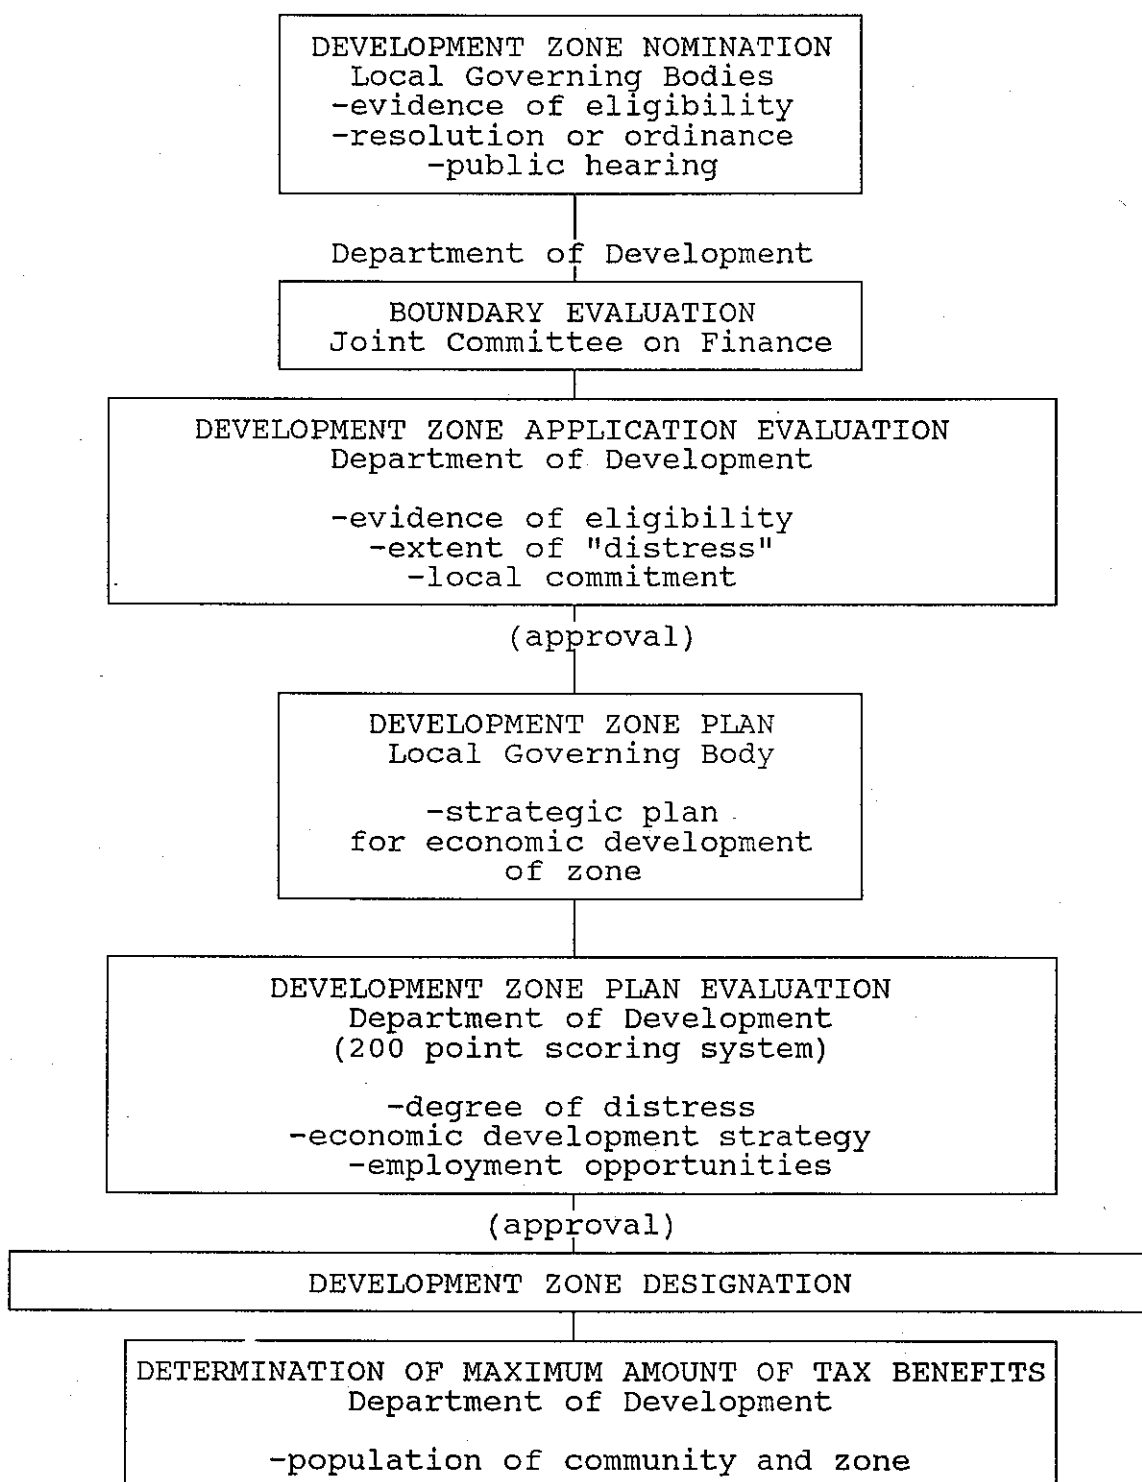 DEVELOPMENT ZONE NOMINATION
Local Governing Bodies
-evidence of eligibility
-resolution or ordinance
-public hearing
Department of Development
BOUNDARY EVALUATION
Joint Committee on Finance
DEVELOPMENT ZONE APPLICATION EVALUATION
Department of Development
-evidence of eligibility
-extent of "distress"
-local commitment
(approval)
DEVELOPMENT ZONE PLAN
Local Governing Body
-strategic plan
for economic development
of zone
DEVELOPMENT ZONE PLAN EVALUATION
Department of Development
(200 point scoring system)
-degree of distress
-economic development strategy
-employment opportunities
(approval)
DEVELOPMENT ZONE DESIGNATION
DETERMINATION OF MAXIMUM AMOUNT OF TAX BENEFITS
Department of Development
-population of community and zone